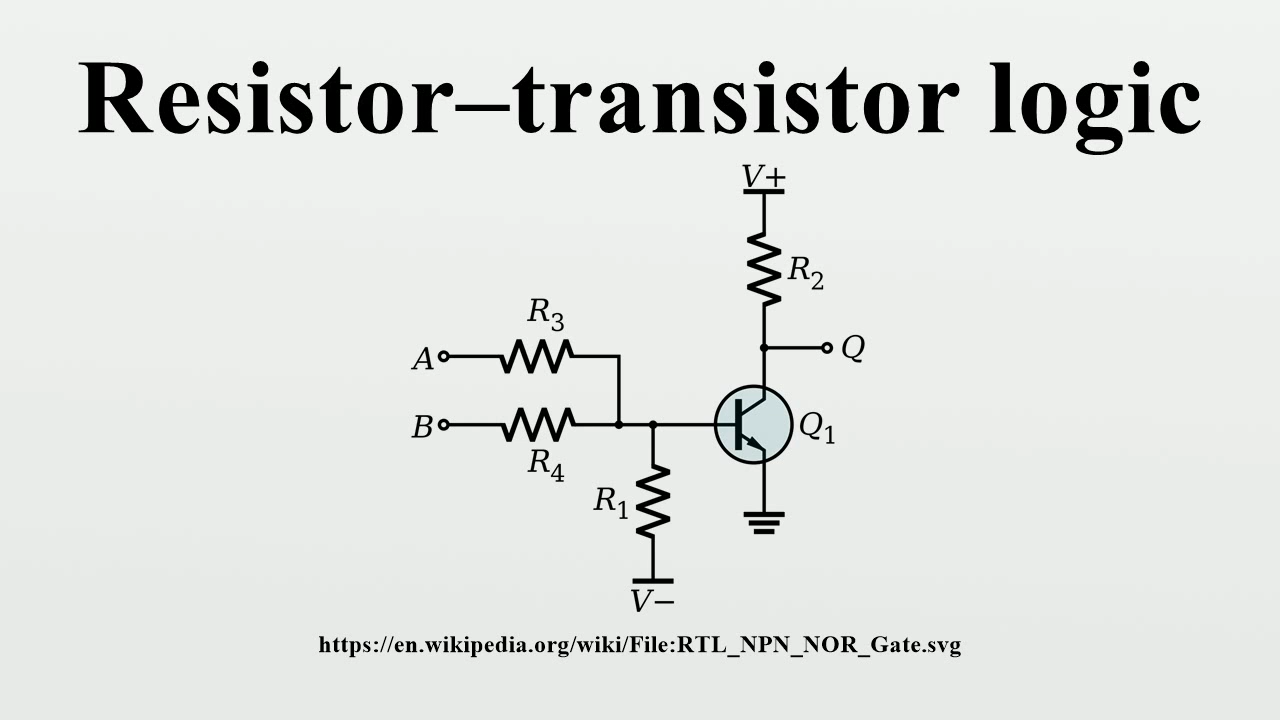 Resistor–transistor logic
V+
R2
R3
A
Q
B
Q1
R4
R1
V−
https://en.wikipedia.org/wiki/File:RTL_NPN_NOR_Gate.svg